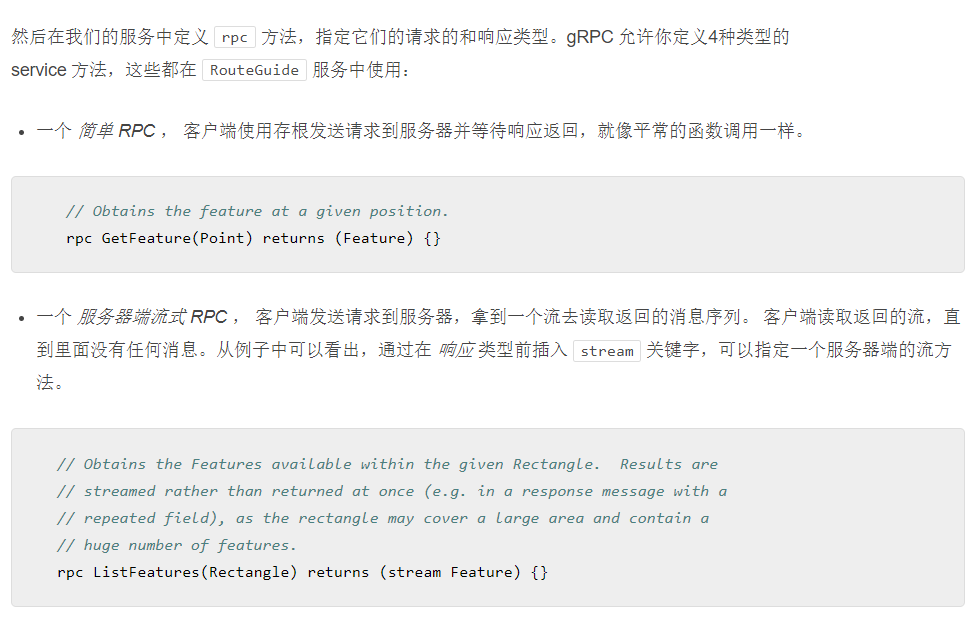 然后在我们的服务中定义 rpc 方法，指定它们的请求的和响应类型。gRPC 允许你定义4种类型的
service 方法，这些都在 RouteGuide 服务中使用：
• 一个 简单 RPC ， 客户端使用存根发送请求到服务器并等待响应返回，就像平常的函数调用一样。
// Obtains the feature at a given position.
rpc GetFeature(Point) returns (Feature) {}
• 一个 服务器端流式 RPC ， 客户端发送请求到服务器，拿到一个流去读取返回的消息序列。 客户端读取返回的流，直
到里面没有任何消息。从例子中可以看出，通过在 响应 类型前插入 stream 关键字，可以指定一个服务器端的流方
法。
// Obtains the Features available within the given Rectangle.  Results are
// streamed rather than returned at once (e.g. in a response message with a
// repeated field), as the rectangle may cover a large area and contain a
// huge number of features.
rpc ListFeatures(Rectangle) returns (stream Feature) {}